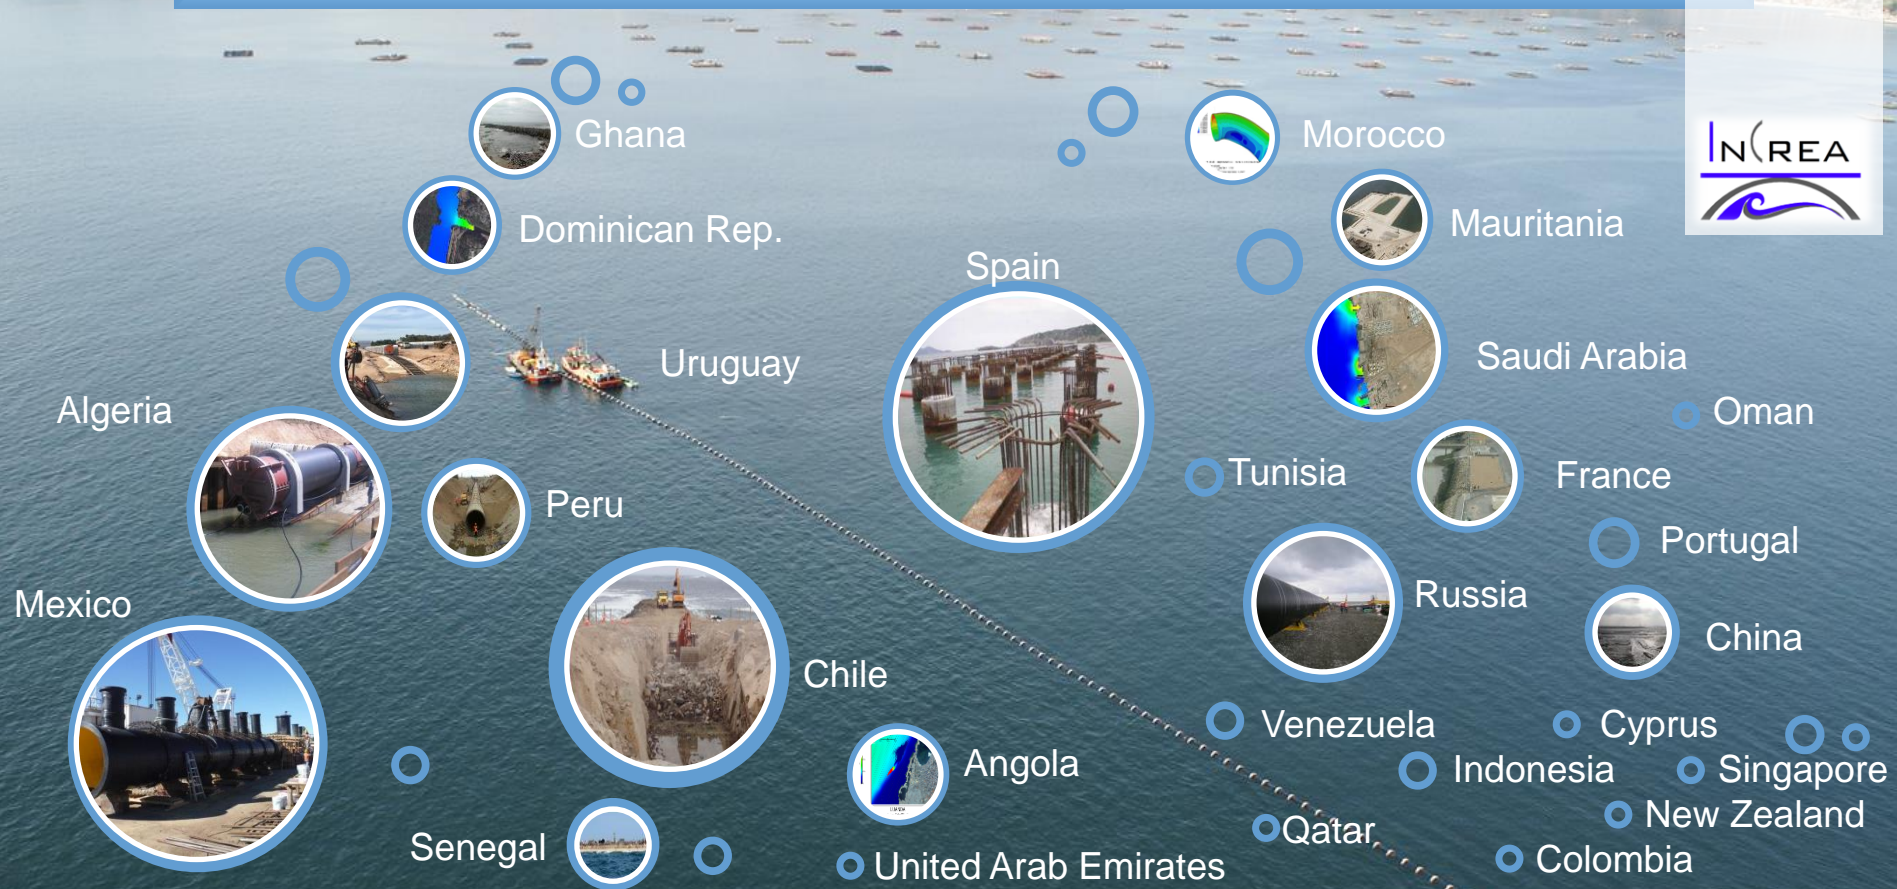 Ghana
Morocco
INCREA
Dominican Rep.
Mauritania
Spain
Uruguay
Saudi Arabia
Algeria
Oman
Tunisia
France
Peru
Portugal
Mexico
Russia
China
Chile
Venezuela
Cyprus
Angola
Indonesia
Singapore
New Zealand
Qatar
Senegal
United Arab Emirates
Colombia